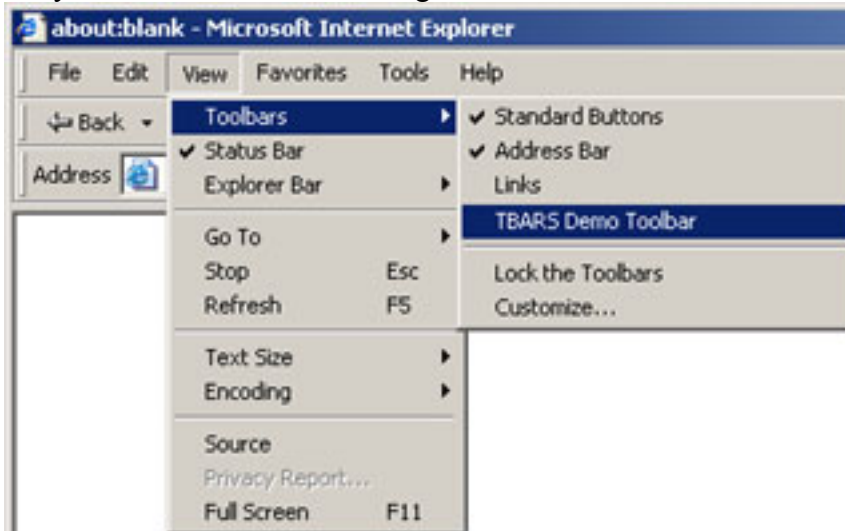 about:blank - Microsoft Internet Explorer
File Edit View Favorites Tools Help
Back
Address
Toolbars
Status Bar
Explorer Bar
Go To
Stop Esc
Refresh F5
Text Size
Encoding
Source
Privacy Report...
Full Screen F11
Standard Buttons
Address Bar
Links
TBARS Demo Toolbar
Lock the Toolbars
Customize...